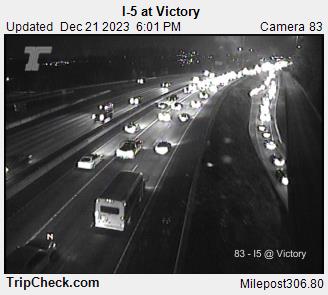 I-5 at Victory
Updated Dec 21 2023 6:01 PM Camera 83
T
N
83 - I5 @ Victory
TripCheck.com Milepost306.80